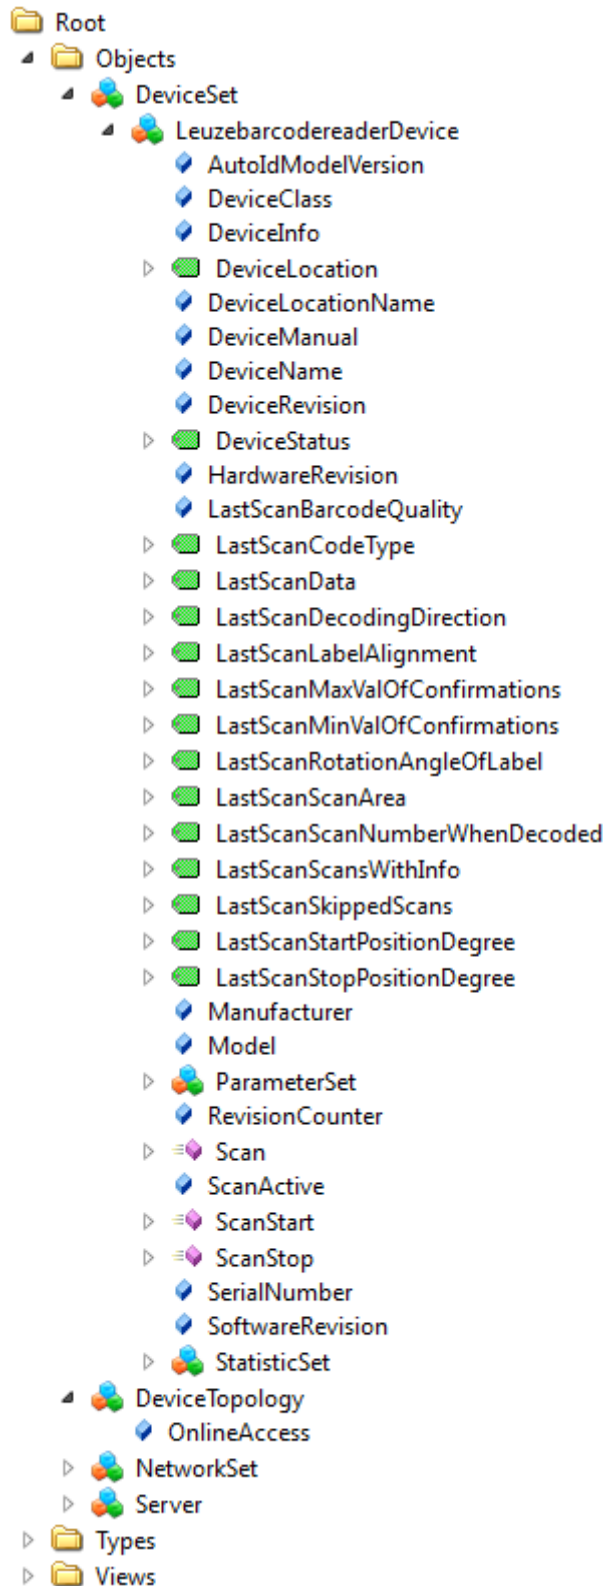 Root
Objects
DeviceSet
LeuzebarcodereaderDevice
AutoIdModelVersion
DeviceClass
DeviceInfo
DeviceLocation
DeviceLocationName
DeviceManual
DeviceName
DeviceRevision
DeviceStatus
HardwareRevision
LastScanBarcodeQuality
LastScanCodeType
LastScanData
LastScanDecodingDirection
LastScanLabelAlignment
LastScanMaxValOfConfirmations
LastScanMinValOfConfirmations
LastScanRotationAngleOfLabel
LastScanScanArea
LastScanScanNumberWhenDecoded
LastScanScansWithInfo
LastScanSkippedScans
LastScanStartPositionDegree
LastScanStopPositionDegree
Manufacturer
Model
ParameterSet
RevisionCounter
Scan
ScanActive
ScanStart
ScanStop
SerialNumber
SoftwareRevision
StatisticSet
DeviceTopology
OnlineAccess
NetworkSet
Server
Types
Views